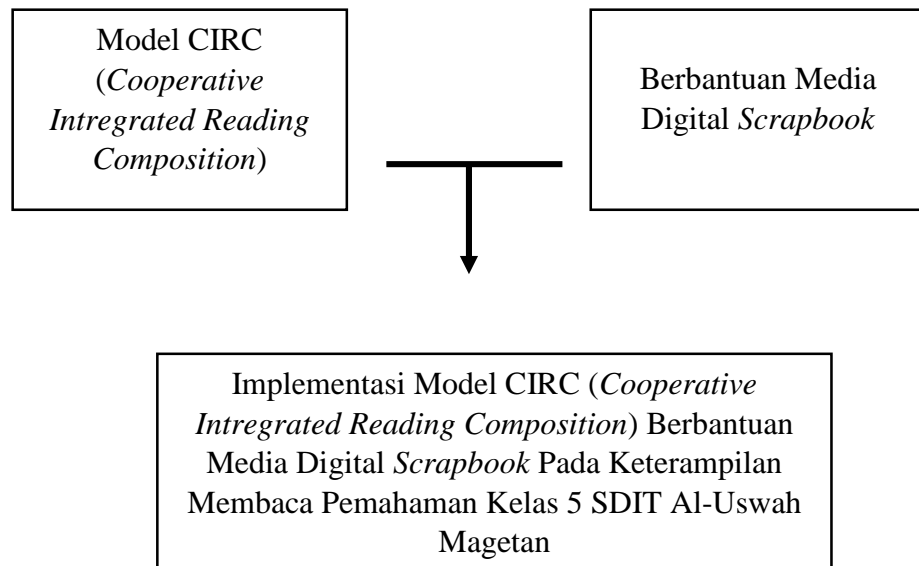 Model CIRC
(Cooperative
Intregrated Reading
Composition)
Berbantuan Media
Digital Scrapbook
Implementasi Model CIRC (Cooperative
Intregrated Reading Composition) Berbantuan
Media Digital Scrapbook Pada Keterampilan
Membaca Pemahaman Kelas 5 SDIT Al-Uswah
Magetan